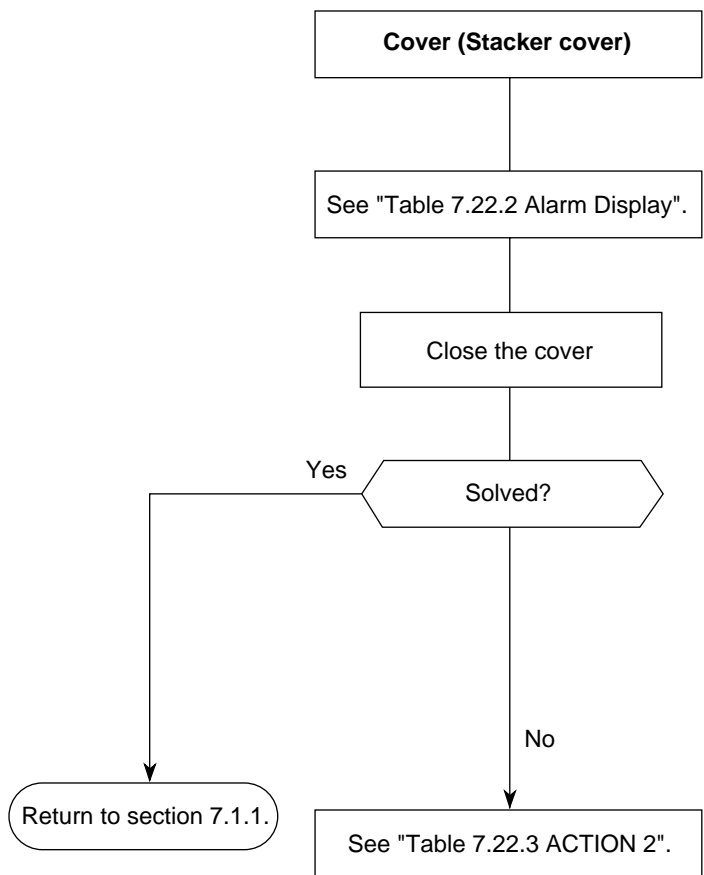 Cover (Stacker cover)
See "Table 7.22.2 Alarm Display".
Close the cover
Yes
Solved?
No
Return to section 7.1.1.
See "Table 7.22.3 ACTION 2".